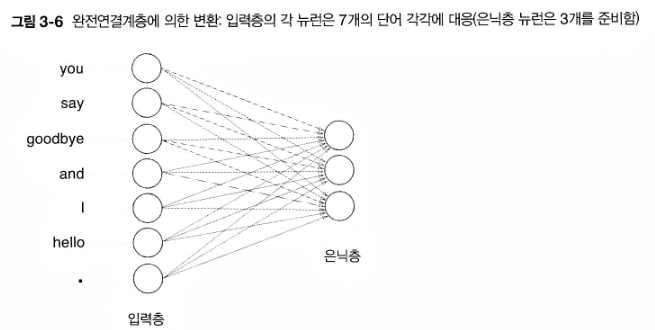 그림 3-6 완전연결계층에 의한 변환: 입력층의 각 뉴런은 7개의 단어 각각에 대응(은닉층 뉴런은 3개를 준비함)
you
say
goodbye
and
I
hello
.
은닉층
입력층